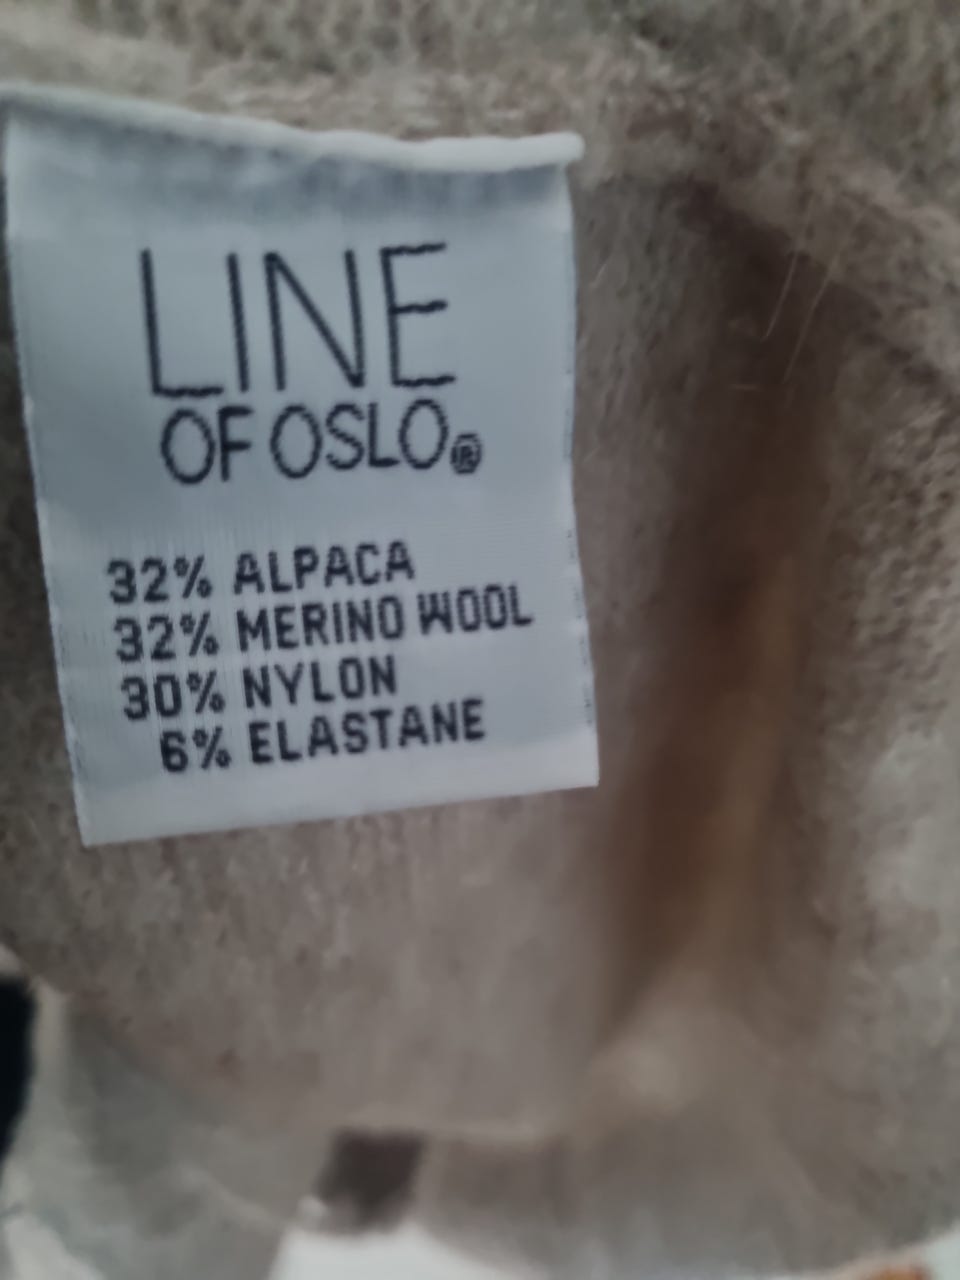 LINE
OF OSLO®
32% ALPACA
32% MERINO WOOL
30% NYLON
6% ELASTANE